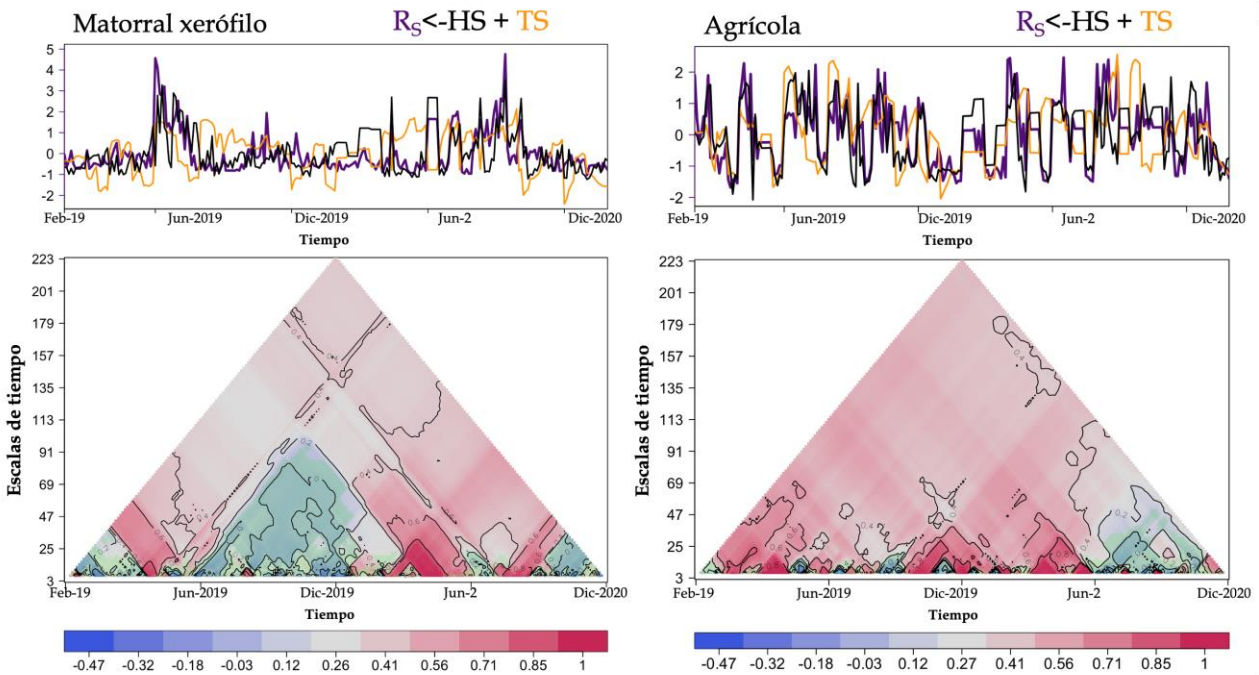 Matorral xerófilo
RS<-HS + TS
5
4
3
2
1
0
-1
-2
Feb-19 Jun-2019 Dic-2019 Jun-2 Dic-2020
Tiempo
Agrícola
RS<-HS + TS
2
1
0
-1
-2
Feb-19 Jun-2019 Dic-2019 Jun-2 Dic-2020
Tiempo
Escalas de tiempo
223
201
179
157
135
113
91
69
47
25
3
Feb-19 Jun-2019 Dic-2019 Jun-2 Dic-2020
Tiempo
-0.47 -0.32 -0.18 -0.03 0.12 0.26 0.41 0.56 0.71 0.85 1
Escalas de tiempo
223
201
179
157
135
113
91
69
47
25
3
Feb-19 Jun-2019 Dic-2019 Jun-2 Dic-2020
Tiempo
-0.47 -0.32 -0.18 -0.03 0.12 0.27 0.41 0.56 0.71 0.85 1